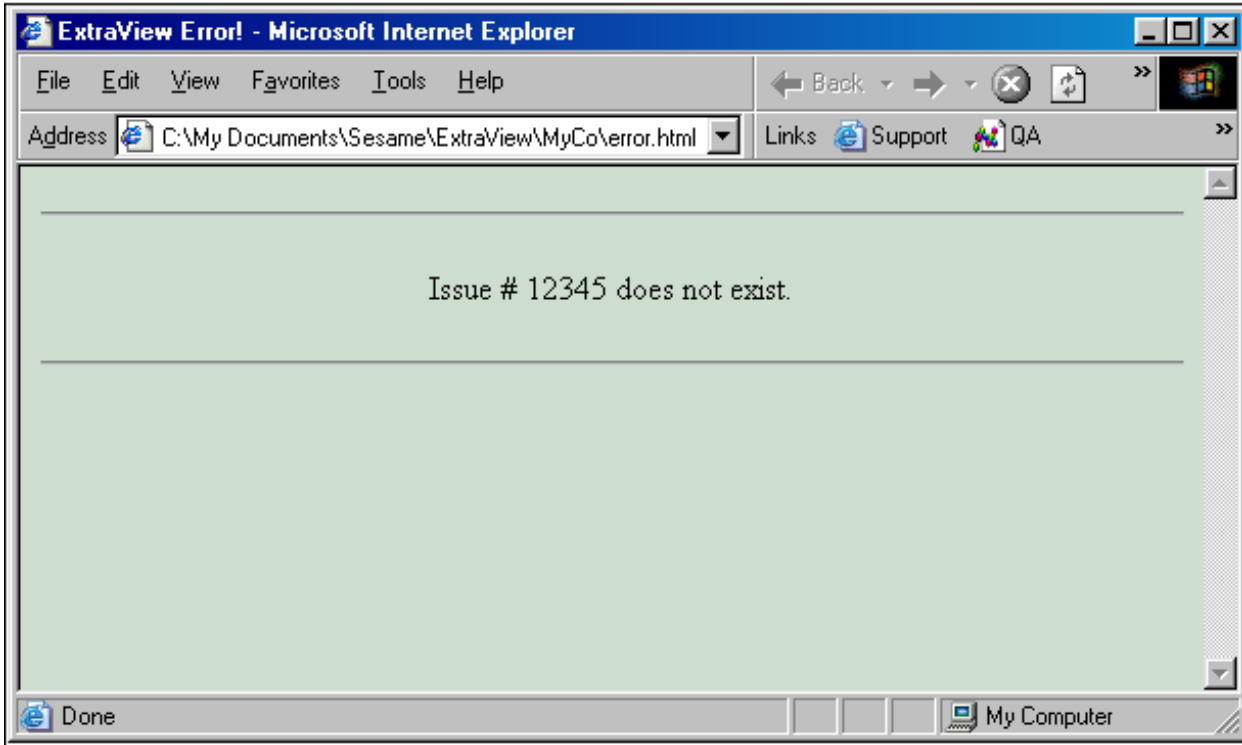 ExtraView Error! - Microsoft Internet Explorer
File Edit View Favorites Tools Help Back »
Address C:\My Documents\Sesame\ExtraView\MyCo\error.html Links Support QA »
Issue # 12345 does not exist.
Done My Computer